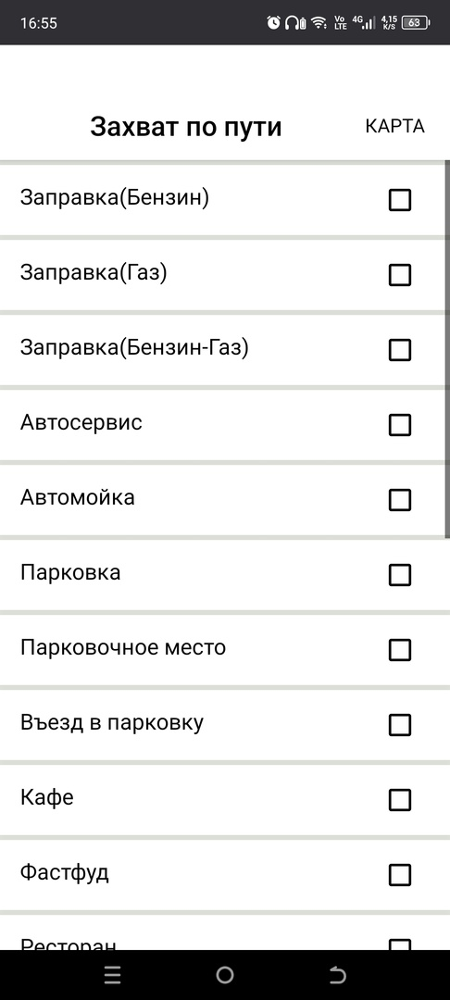 16:55
Vo
LTE
4G
4,15
K/S
63
Захват по пути
КАРТА
Заправка(Бензин)
Заправка(Газ)
Заправка(Бензин-Газ)
Автосервис
Автомойка
Парковка
Парковочное место
Въезд в парковку
Кафе
Фастфуд
Ресторан